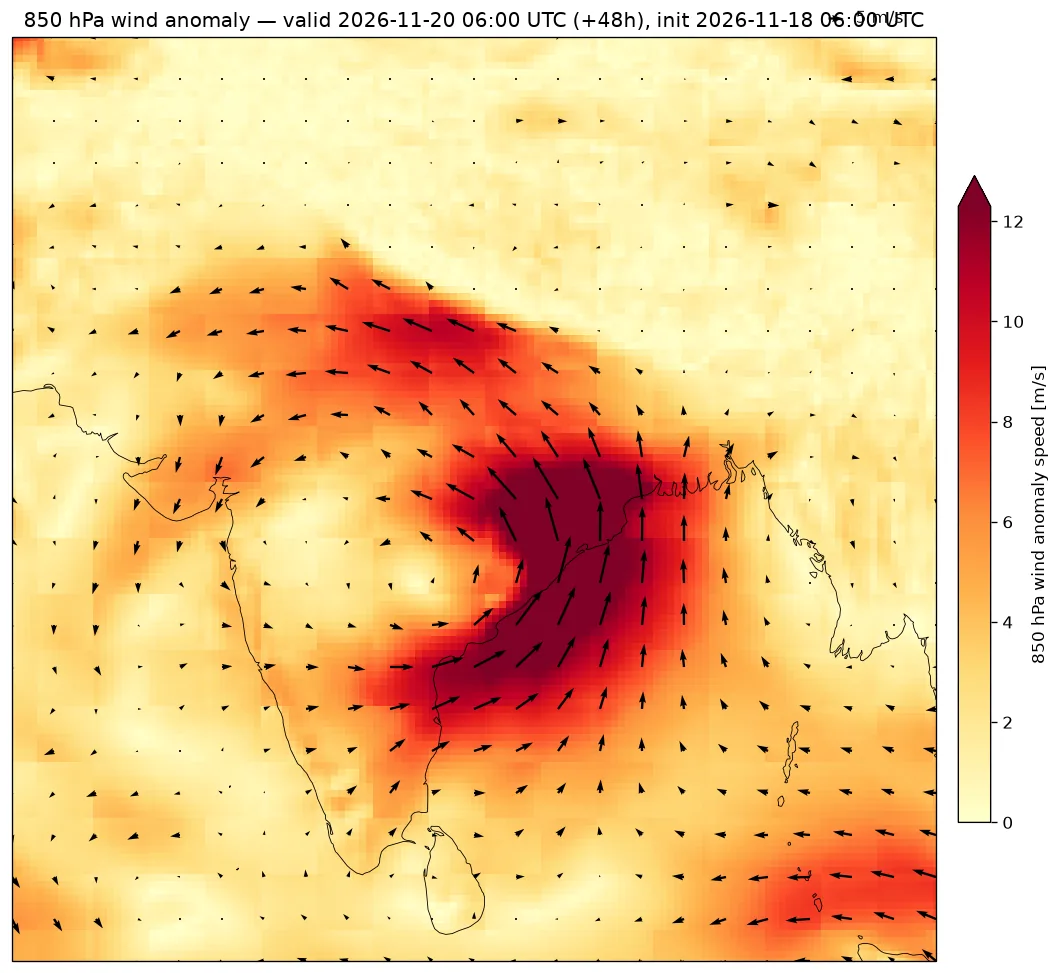 850 hPa wind anomaly — valid 2026-11-20 06:00 UTC (+48h), init 2026-11-18 06:00 UTC
5 m/s
12
10
8
6
4
2
0
850 hPa wind anomaly speed [m/s]